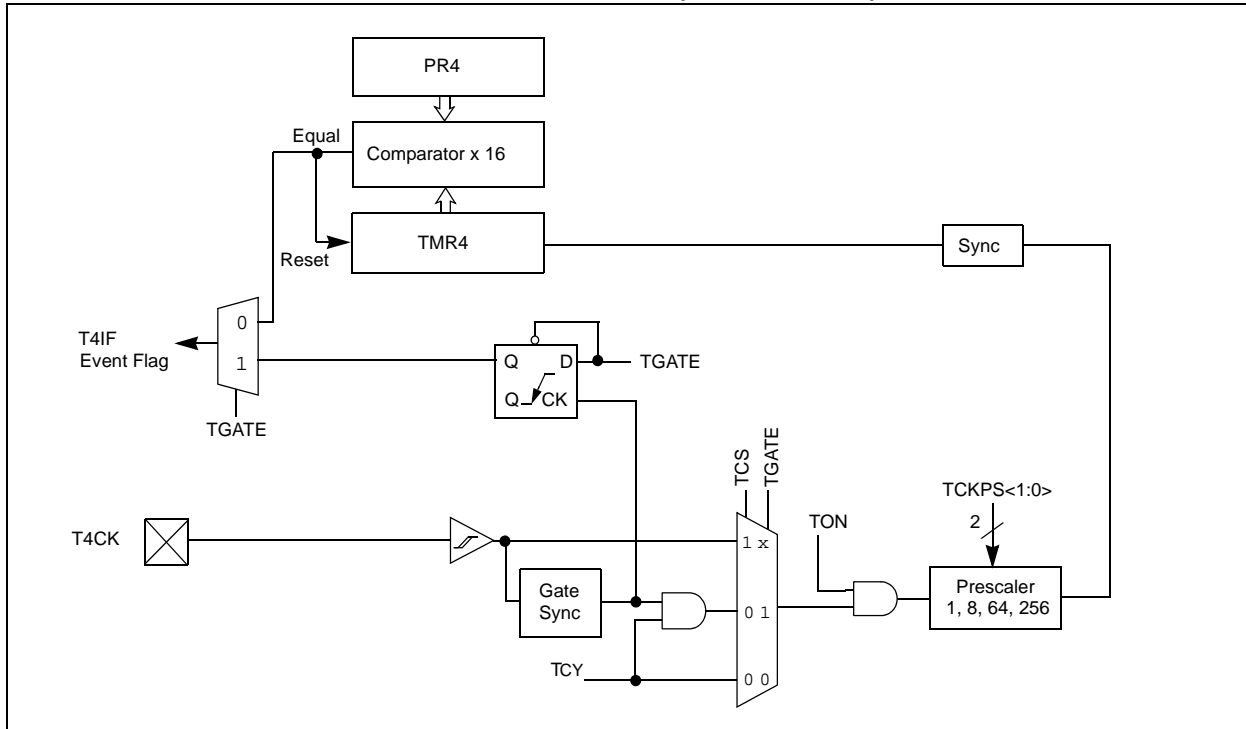 PR4
Equal
Comparator x 16
TMR4
Reset
Sync
0
T4IF
Event Flag
1
Q
D
TGATE
Q
CK
TGATE
TCS
TGATE
TCKPS<1:0>
2
TON
T4CK
1 x
Prescaler
1, 8, 64, 256
Gate
Sync
0 1
TCY
0 0